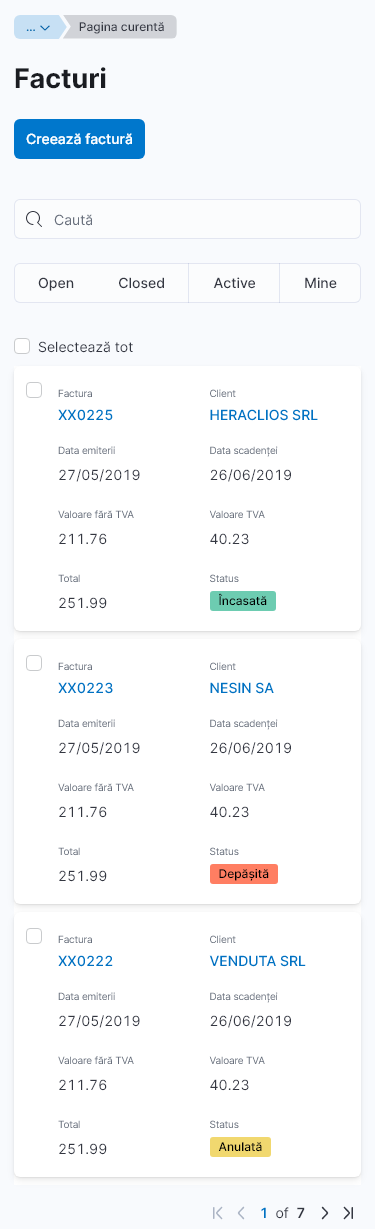 ... Pagina curentă
Facturi
Creează factură
Caută
Open Closed Active Mine
Selectează tot
Factura Client
XX0225 HERACLIOS SRL
Data emiterii Data scadenței
27/05/2019 26/06/2019
Valoare fără TVA Valoare TVA
211.76 40.23
Total Status
251.99 Încasată
Factura Client
XX0223 NESIN SA
Data emiterii Data scadenței
27/05/2019 26/06/2019
Valoare fără TVA Valoare TVA
211.76 40.23
Total Status
251.99 Depășită
Factura Client
XX0222 VENDUTA SRL
Data emiterii Data scadenței
27/05/2019 26/06/2019
Valoare fără TVA Valoare TVA
211.76 40.23
Total Status
251.99 Anulată
1 of 7